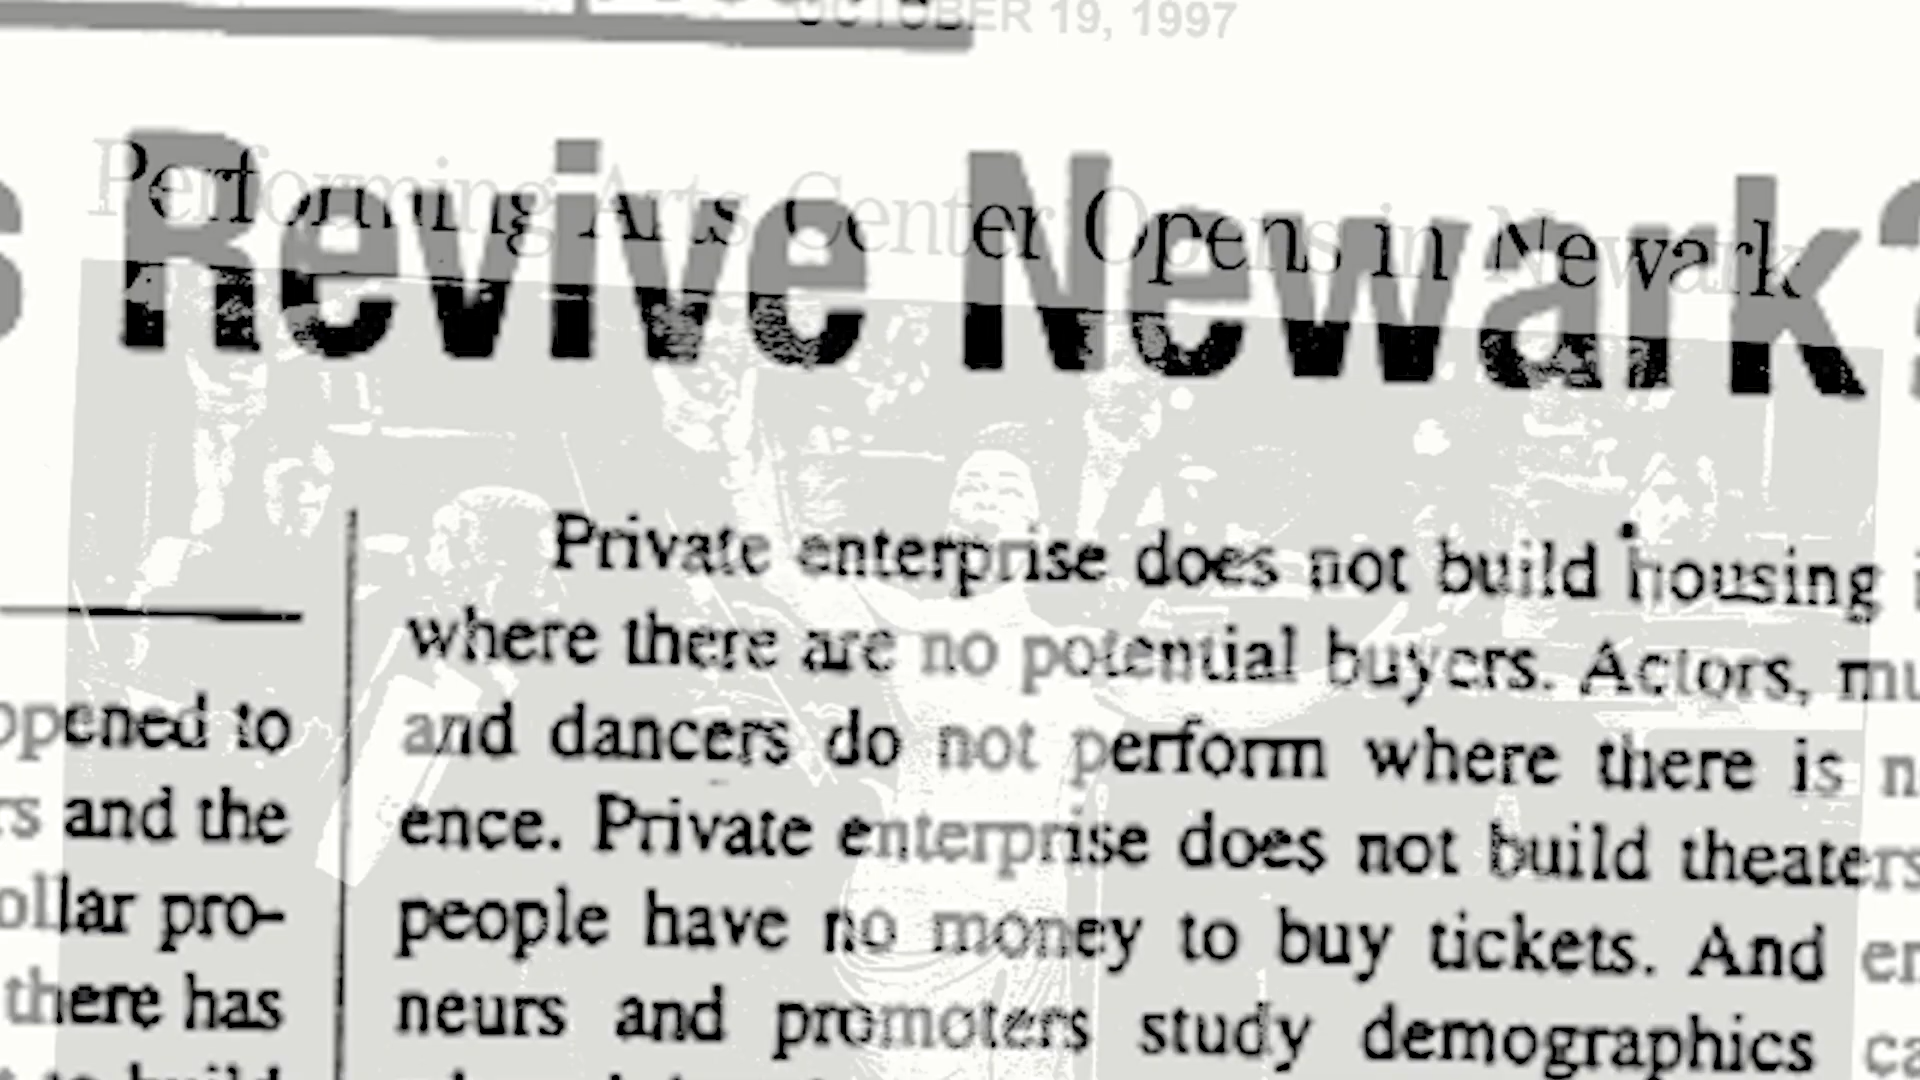 OCTOBER 19, 1997
Revive Newark?
Performing Arts Center Opens in Newark
pened to
and the
llar pro-
there has
build
Private enterprise does not build housing
where there are no potential buyers. Actors, mu
and dancers do not perform where there is n
ence. Private enterprise does not build theaters
people have no money to buy tickets. And
neurs and promoters study demographics